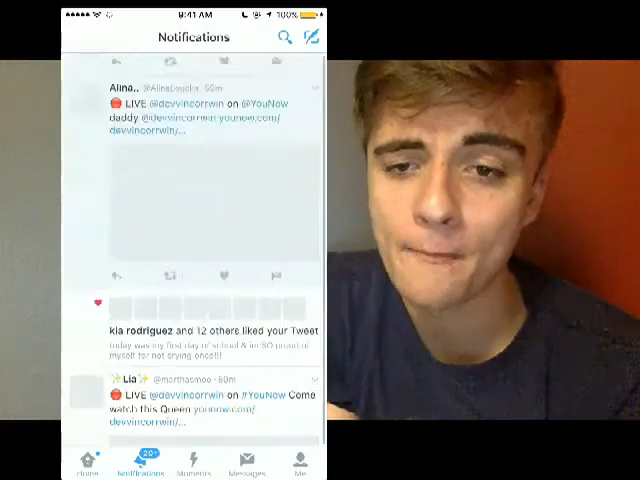 9:41 AM 100%
Notifications
Alina.. 50m
LIVE @devvincorrwin on @YouNow
daddy @devvincorrwin younow.com/
devvincorrwin/...
kia rodriguez and 12 others liked your Tweet
today was my first day of school & im SO proud of
myself for not crying once!!!
✨Lia✨ 50m
LIVE @devvincorrwin on #YouNow Come
watch this Queen younow.com/
devvincorrwin/...
20+
Home Notifications Moments Messages Me